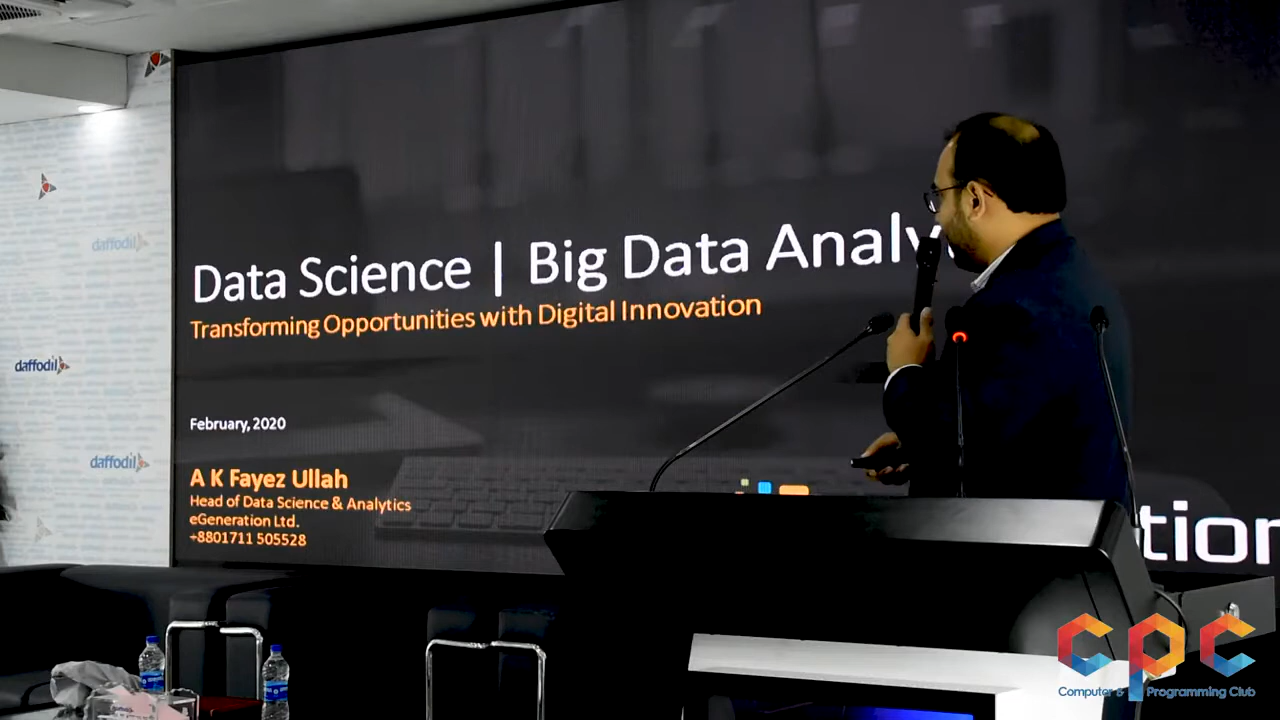 daffodil
daffodil
daffodil
Data Science | Big Data Analy
Transforming Opportunities with Digital Innovation
February, 2020
A K Fayez Ullah
Head of Data Science & Analytics
eGeneration Ltd.
+8801711 505528
tion
cpc
Computer & Programming Club